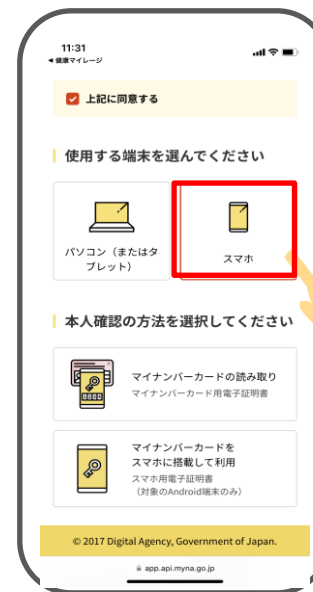 11:31
◀ 健康マイレージ
上記に同意する
使用する端末を選んでください
パソコン（またはタ
ブレット）
スマホ
本人確認の方法を選択してください
マイナンバーカードの読み取り
マイナンバーカード用電子証明書
マイナンバーカードを
スマホに搭載して利用
スマホ用電子証明書
（対象のAndroid端末のみ）
© 2017 Digital Agency, Government of Japan.
app.api.myna.go.jp